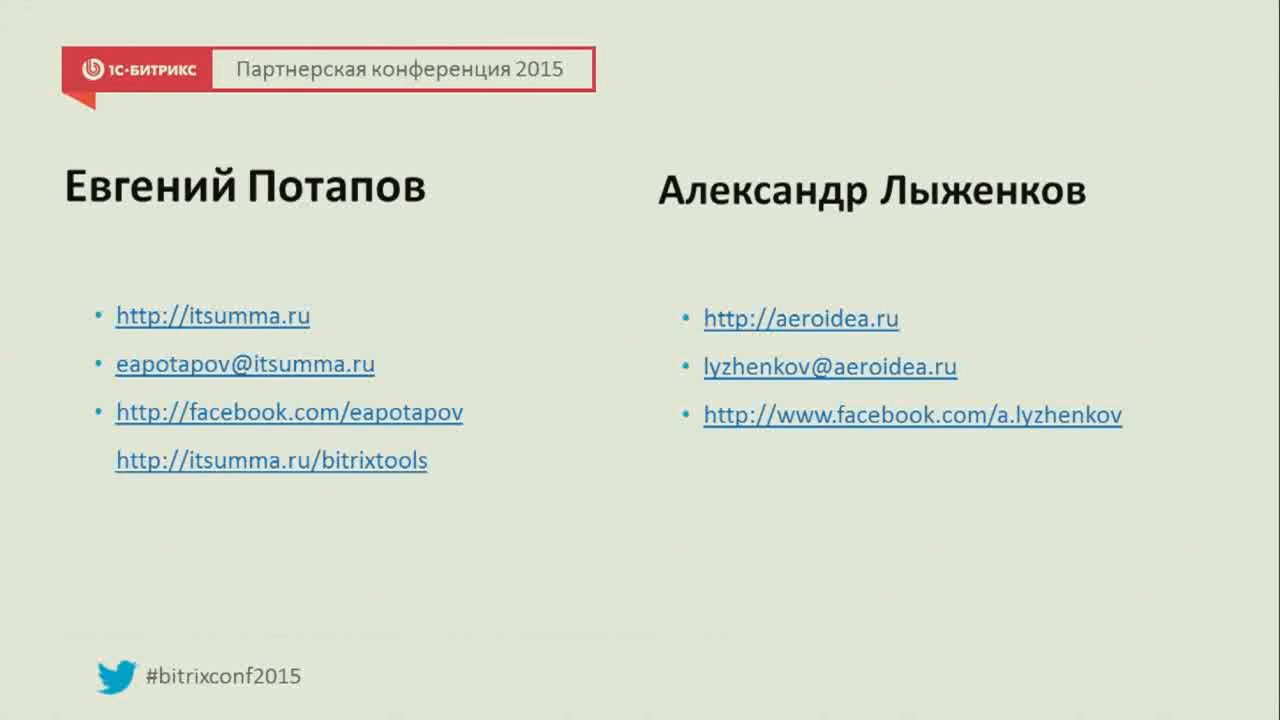 1С-БИТРИКС Партнерская конференция 2015
Евгений Потапов
• http://itsumma.ru
• eapotapov@itsumma.ru
• http://facebook.com/eapotapov
http://itsumma.ru/bitrixtools
Александр Лыженков
• http://aeroidea.ru
• lyzhenkov@aeroidea.ru
• http://www.facebook.com/a.lyzhenkov
#bitrixconf2015